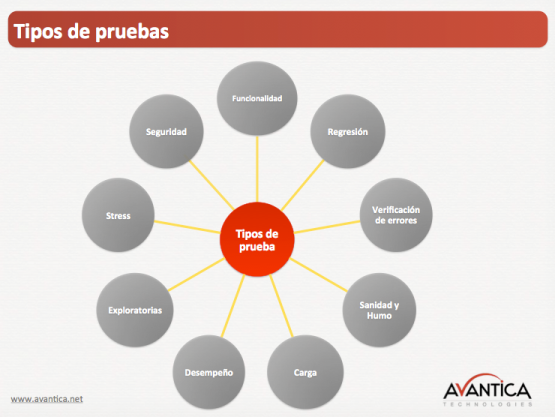 Tipos de pruebas
Funcionalidad
Regresión
Verificación
de errores
Sanidad y
Humo
Carga
Desempeño
Exploratorias
Stress
Seguridad
Tipos de
prueba
www.avantica.net
AVANTICA
TECHNOLOGIES